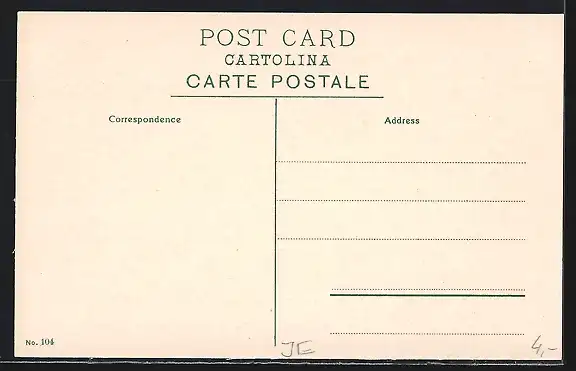 POST CARD
CARTOLINA
CARTE POSTALE
Correspondence
Address
No. 104
JE
4,-